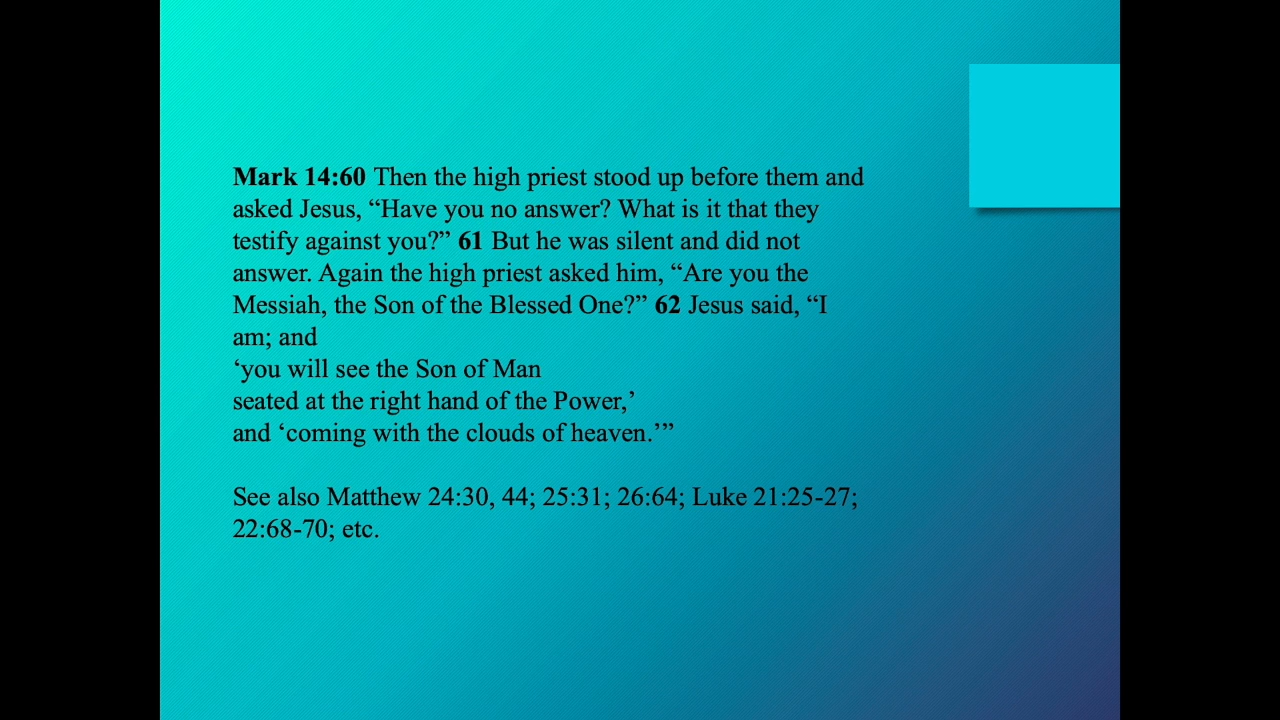 Mark 14:60 Then the high priest stood up before them and
asked Jesus, “Have you no answer? What is it that they
testify against you?” 61 But he was silent and did not
answer. Again the high priest asked him, “Are you the
Messiah, the Son of the Blessed One?” 62 Jesus said, “I
am; and
‘you will see the Son of Man
seated at the right hand of the Power,’
and ‘coming with the clouds of heaven.’”
See also Matthew 24:30, 44; 25:31; 26:64; Luke 21:25-27;
22:68-70; etc.